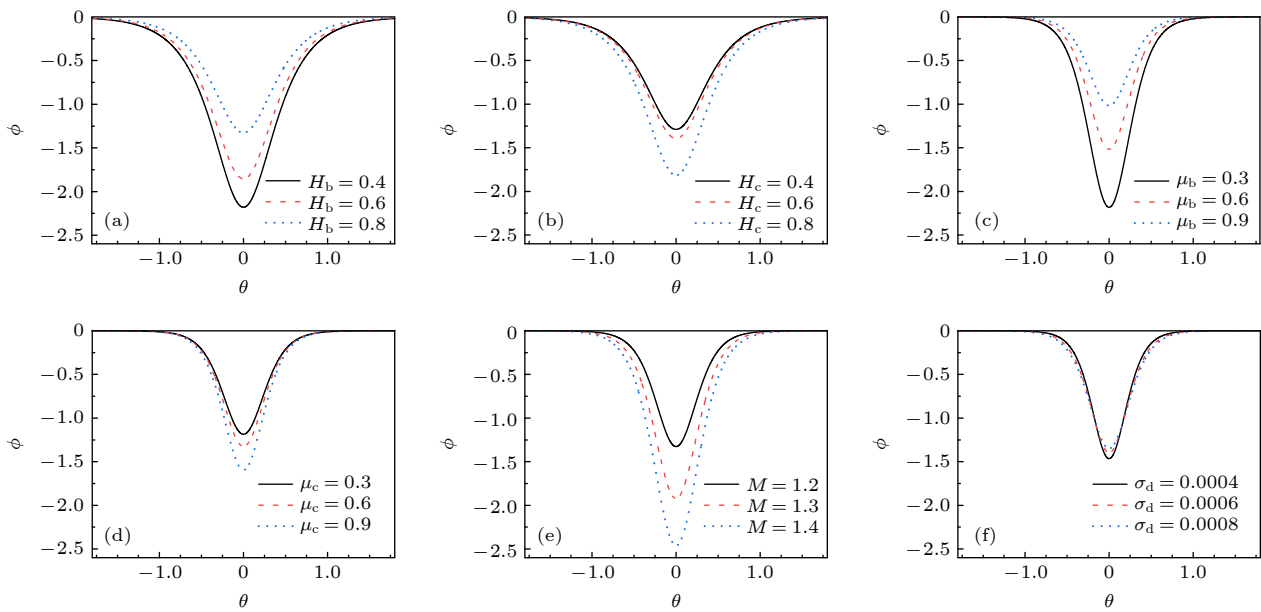 0
−0.5
−1.0
−1.5
−2.0
−2.5
ϕ
H_b = 0.4
H_b = 0.6
H_b = 0.8
(a)
−1.0 0 1.0
θ
0
−0.5
−1.0
−1.5
−2.0
−2.5
ϕ
H_c = 0.4
H_c = 0.6
H_c = 0.8
(b)
−1.0 0 1.0
θ
0
−0.5
−1.0
−1.5
−2.0
−2.5
ϕ
μ_b = 0.3
μ_b = 0.6
μ_b = 0.9
(c)
−1.0 0 1.0
θ
0
−0.5
−1.0
−1.5
−2.0
−2.5
ϕ
μ_c = 0.3
μ_c = 0.6
μ_c = 0.9
(d)
−1.0 0 1.0
θ
0
−0.5
−1.0
−1.5
−2.0
−2.5
ϕ
M = 1.2
M = 1.3
M = 1.4
(e)
−1.0 0 1.0
θ
0
−0.5
−1.0
−1.5
−2.0
−2.5
ϕ
σ_d = 0.0004
σ_d = 0.0006
σ_d = 0.0008
(f)
−1.0 0 1.0
θ